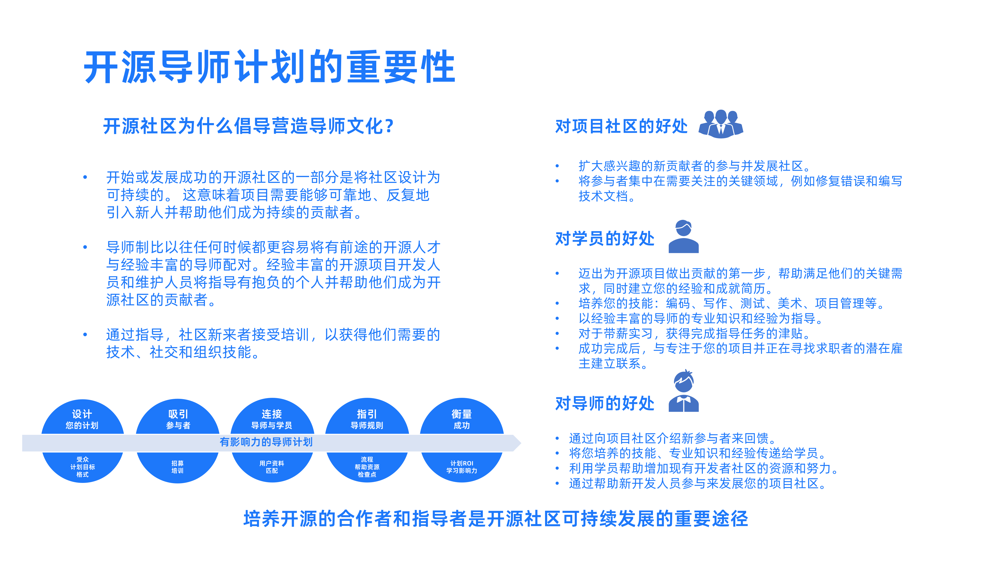 开源导师计划的重要性
开源社区为什么倡导营造导师文化？
• 开始或发展成功的开源社区的一部分是将社区设计为
可持续的。 这意味着项目需要能够可靠地、反复地
引入新人并帮助他们成为持续的贡献者。
• 导师制比以往任何时候都更容易将有前途的开源人才
与经验丰富的导师配对。经验丰富的开源项目开发人
员和维护人员将指导有抱负的个人并帮助他们成为开
源社区的贡献者。
• 通过指导，社区新来者接受培训，以获得他们需要的
技术、社交和组织技能。
设计
您的计划
吸引
参与者
连接
导师与学员
指引
导师规则
衡量
成功
有影响力的导师计划
受众
计划目标
格式
招募
培训
用户资料
匹配
流程
帮助资源
检查点
计划ROI
学习影响力
对项目社区的好处
• 扩大感兴趣的新贡献者的参与并发展社区。
• 将参与者集中在需要关注的关键领域，例如修复错误和编写
技术文档。
对学员的好处
• 迈出为开源项目做出贡献的第一步，帮助满足他们的关键需
求，同时建立您的经验和成就简历。
• 培养您的技能：编码、写作、测试、美术、项目管理等。
• 以经验丰富的导师的专业知识和经验为指导。
• 对于带薪实习，获得完成指导任务的津贴。
• 成功完成后，与专注于您的项目并正在寻找求职者的潜在雇
主建立联系。
对导师的好处
• 通过向项目社区介绍新参与者来回馈。
• 将您培养的技能、专业知识和经验传递给学员。
• 利用学员帮助增加现有开发者社区的资源和努力。
• 通过帮助新开发人员参与来发展您的项目社区。
培养开源的合作者和指导者是开源社区可持续发展的重要途径